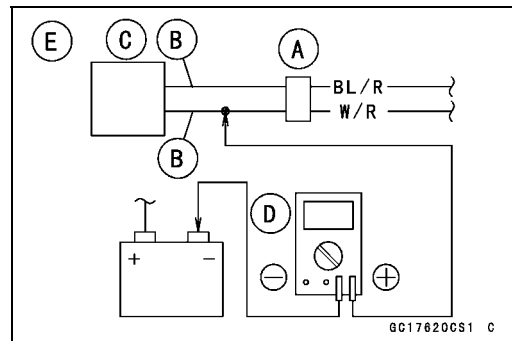 E C B A
BL/R
W/R
B
D
+ -
- +
GC17620CS1 C